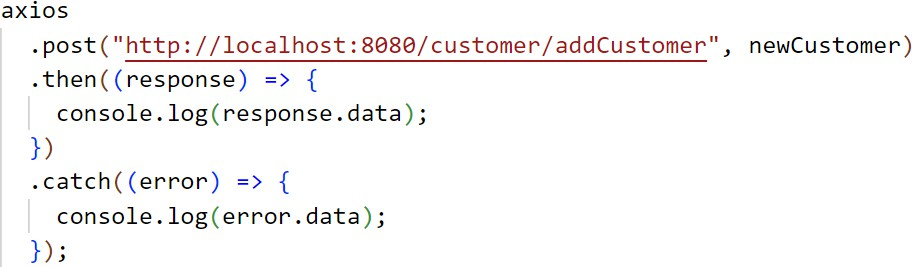 axios
  .post("http://localhost:8080/customer/addCustomer", newCustomer)
  .then((response) => {
    console.log(response.data);
  })
  .catch((error) => {
    console.log(error.data);
  });